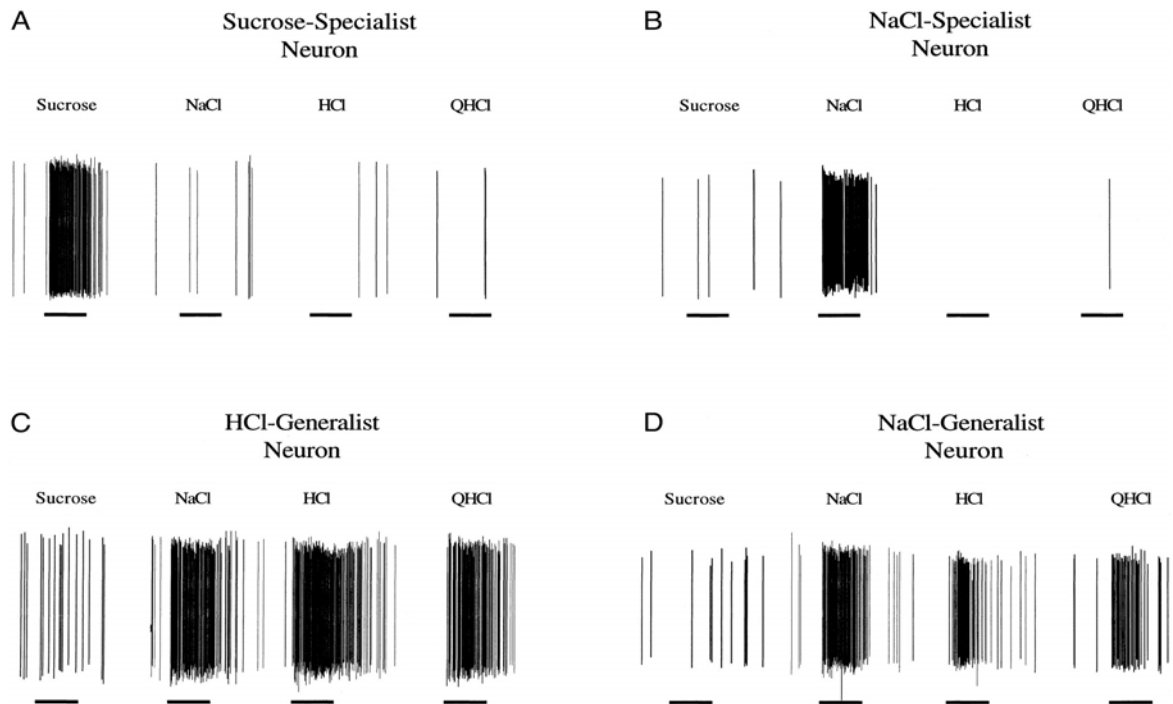 A
Sucrose-Specialist
Neuron
Sucrose NaCl HCl QHCl
B
NaCl-Specialist
Neuron
Sucrose NaCl HCl QHCl
C
HCl-Generalist
Neuron
Sucrose NaCl HCl QHCl
D
NaCl-Generalist
Neuron
Sucrose NaCl HCl QHCl